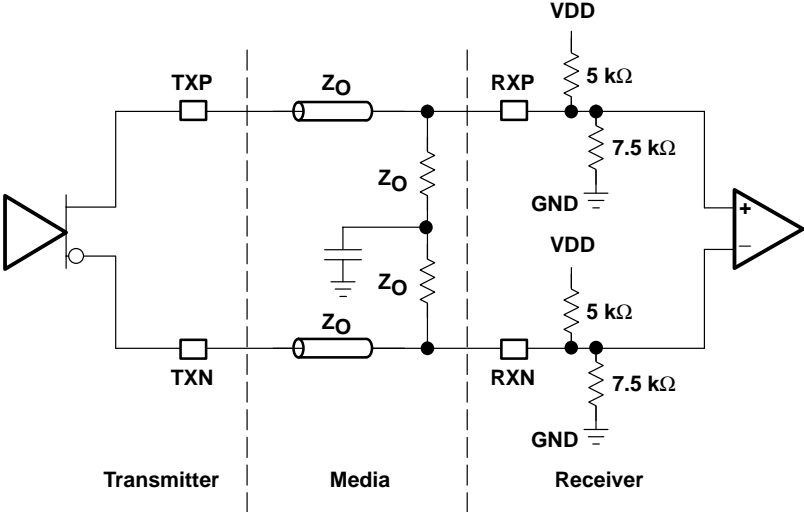 VDD
TXP
ZO
RXP
5 kΩ
7.5 kΩ
ZO
GND
+
VDD
−
ZO
ZO
5 kΩ
TXN
RXN
7.5 kΩ
GND
Transmitter
Media
Receiver